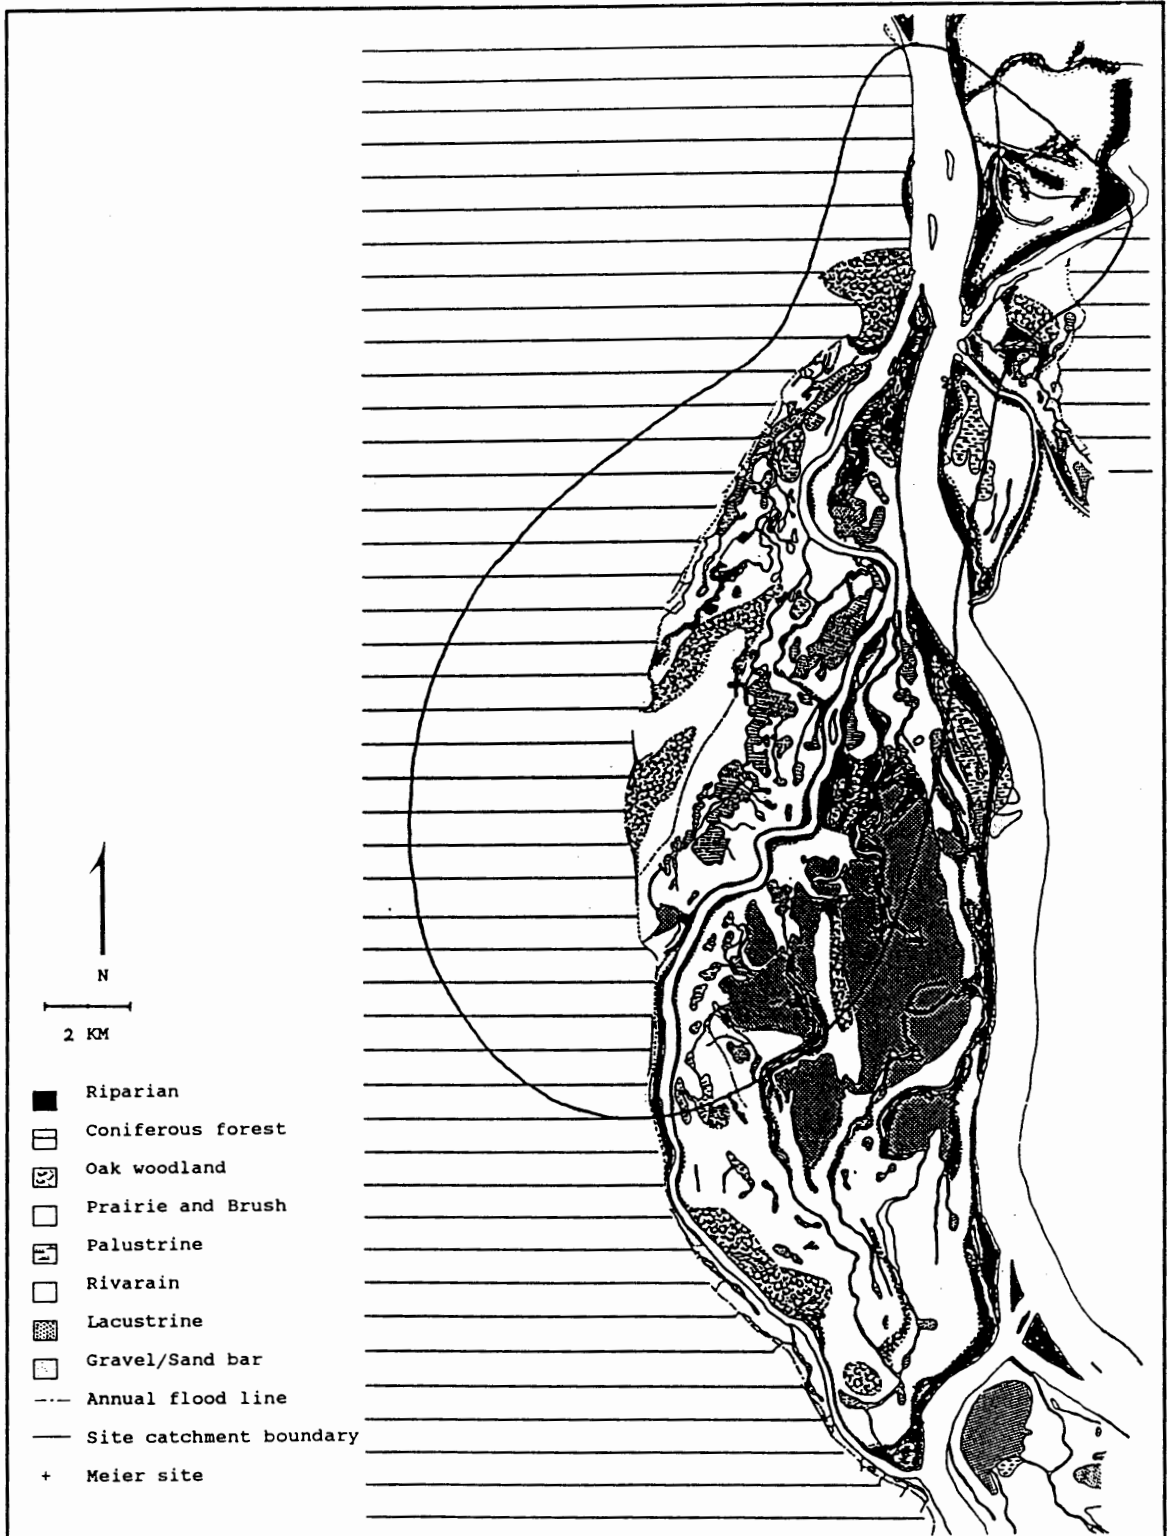 N
2 KM
Riparian
Coniferous forest
Oak woodland
Prairie and Brush
Palustrine
Rivarain
Lacustrine
Gravel/Sand bar
Annual flood line
Site catchment boundary
+ Meier site